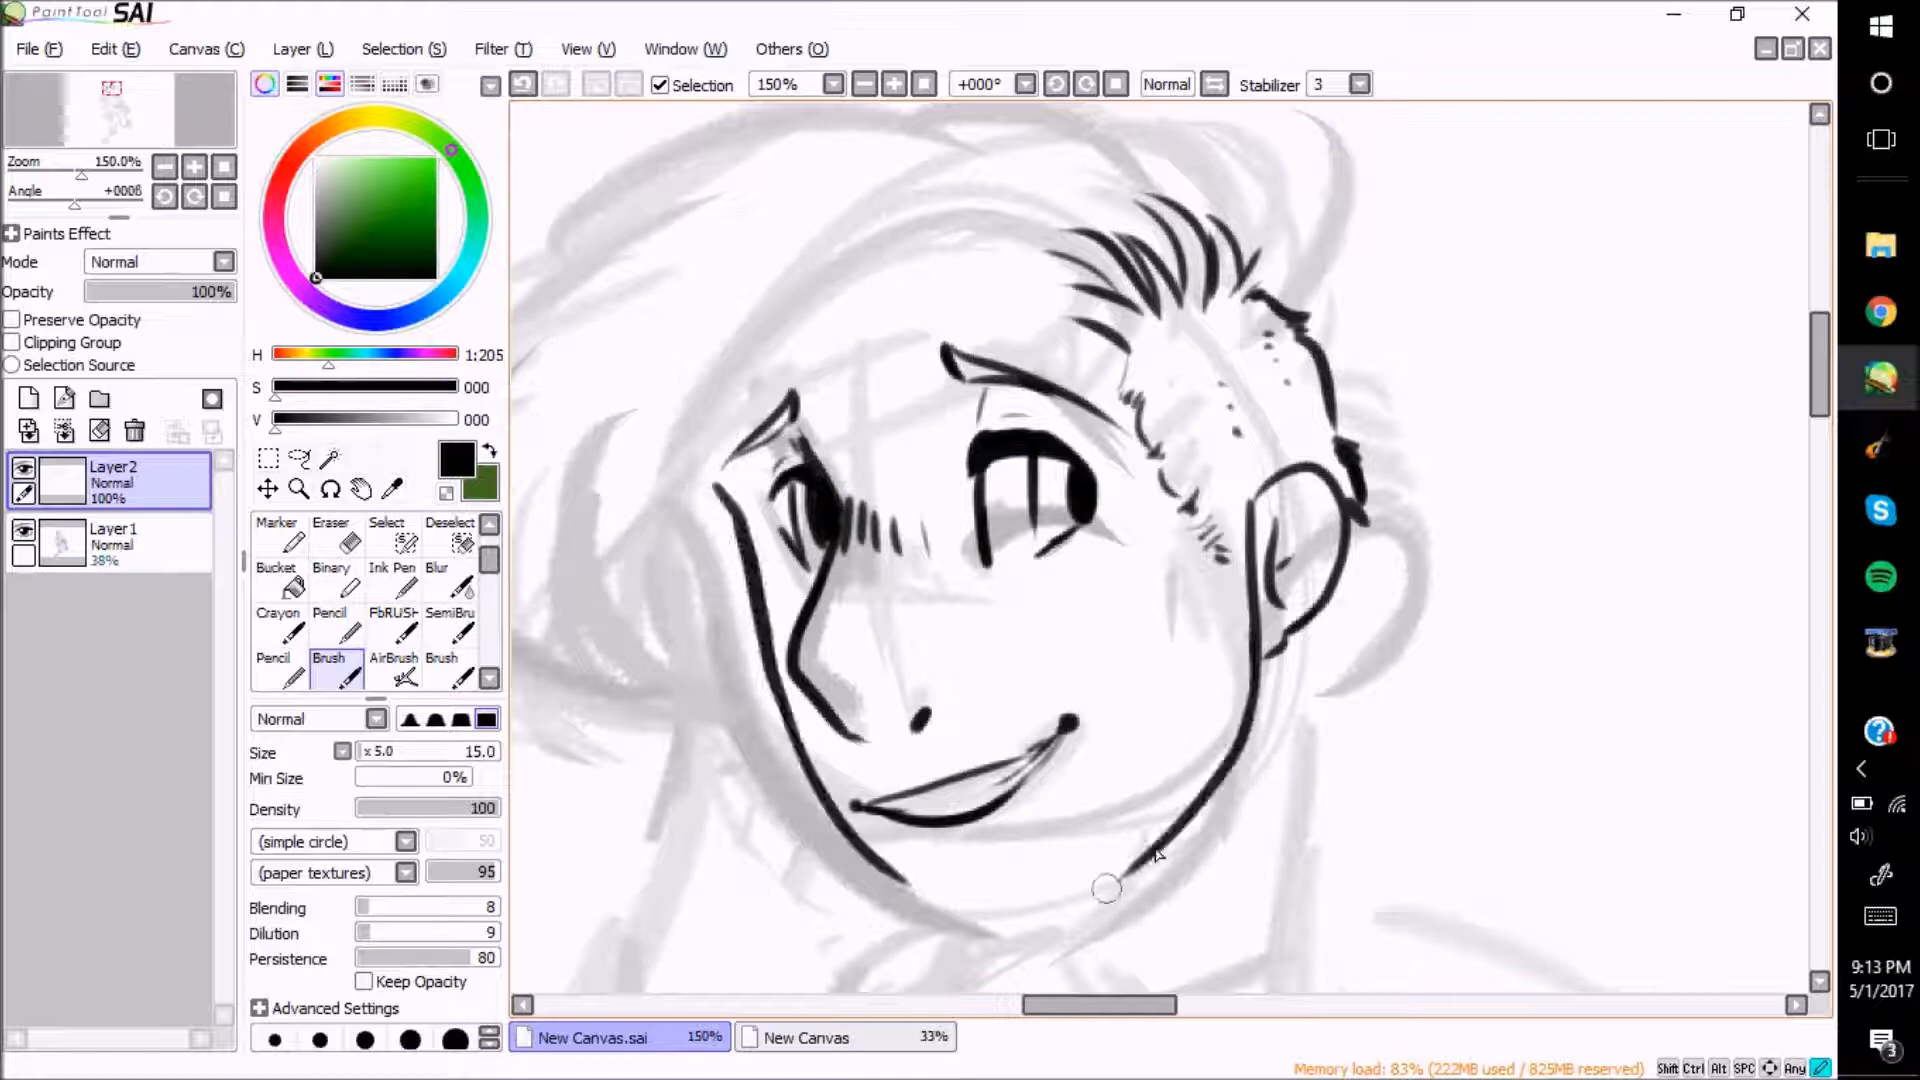 PaintTool SAI
File (F) Edit (E) Canvas (C) Layer (L) Selection (S) Filter (T) View (V) Window (W) Others (O)
Selection 150% +000° Normal Stabilizer 3
Zoom 150.0%
Angle +000ß
Paints Effect
Mode Normal
Opacity 100%
Preserve Opacity
Clipping Group
Selection Source
Layer2
Normal
100%
Layer1
Normal
38%
H 1:205
S 000
V 000
Marker Eraser Select Deselect
Bucket Binary Ink Pen Blur
Crayon Pencil FbRUSH SemiBru
Pencil Brush AirBrush Brush
Normal
Size x 5.0 15.0
Min Size 0%
Density 100
(simple circle) 50
(paper textures) 95
Blending 8
Dilution 9
Persistence 80
Keep Opacity
Advanced Settings
New Canvas.sai 150% New Canvas 33%
Memory load: 83% (222MB used / 825MB reserved) Shift Ctrl Alt SPC Any
9:13 PM
5/1/2017
3